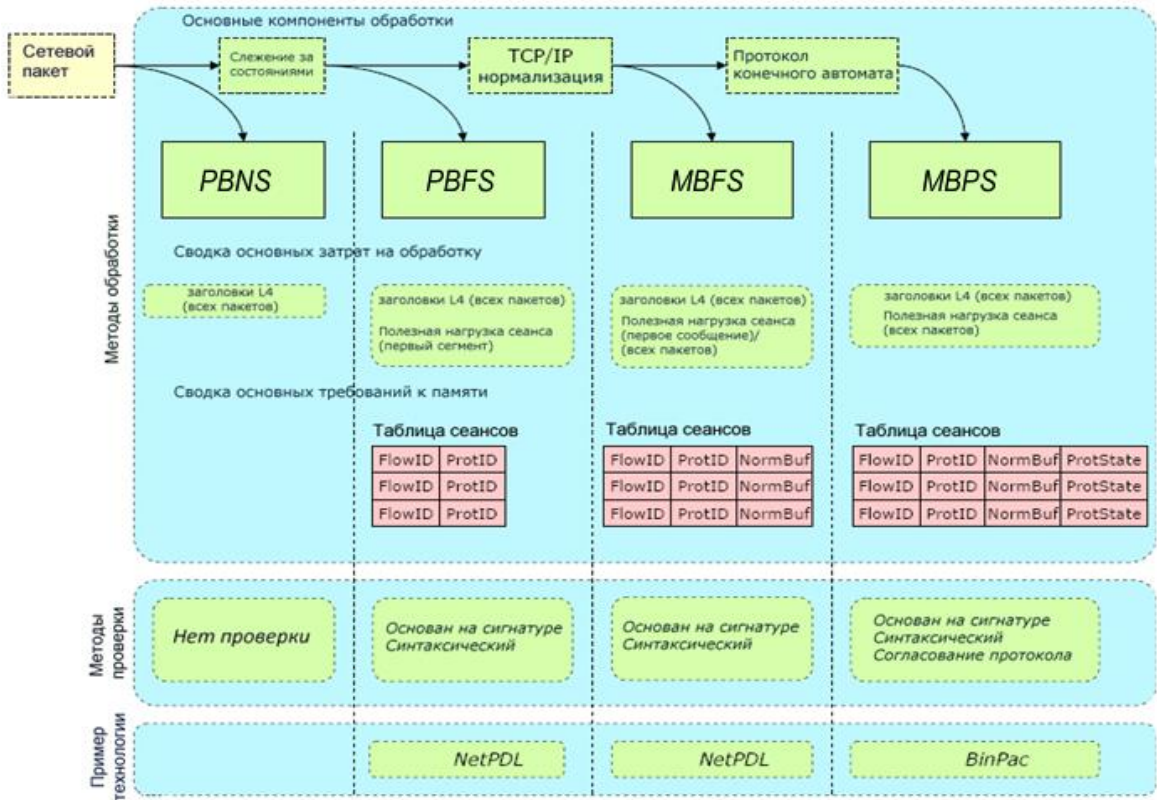 Основные компоненты обработки
Сетевой
пакет
Слежение за
состояниями
TCP/IP
нормализация
Протокол
конечного автомата
PBNS
PBFS
MBFS
MBPS
Методы обработки
Сводка основных затрат на обработку
заголовки L4
(всех пакетов)
заголовки L4 (всех пакетов)
Полезная нагрузка сеанса
(первый сегмент)
заголовки L4 (всех пакетов)
Полезная нагрузка сеанса
(первое сообщение)/
(всех пакетов)
заголовки L4 (всех пакетов)
Полезная нагрузка сеанса
(всех пакетов)
Сводка основных требований к памяти
Таблица сеансов
FlowID ProtID
FlowID ProtID
FlowID ProtID
Таблица сеансов
FlowID ProtID NormBuf
FlowID ProtID NormBuf
FlowID ProtID NormBuf
Таблица сеансов
FlowID ProtID NormBuf ProtState
FlowID ProtID NormBuf ProtState
FlowID ProtID NormBuf ProtState
Методы
проверки
Нет проверки
Основан на сигнатуре
Синтаксический
Основан на сигнатуре
Синтаксический
Основан на сигнатуре
Синтаксический
Согласование протокола
Пример
технологии
NetPDL
NetPDL
BinPac